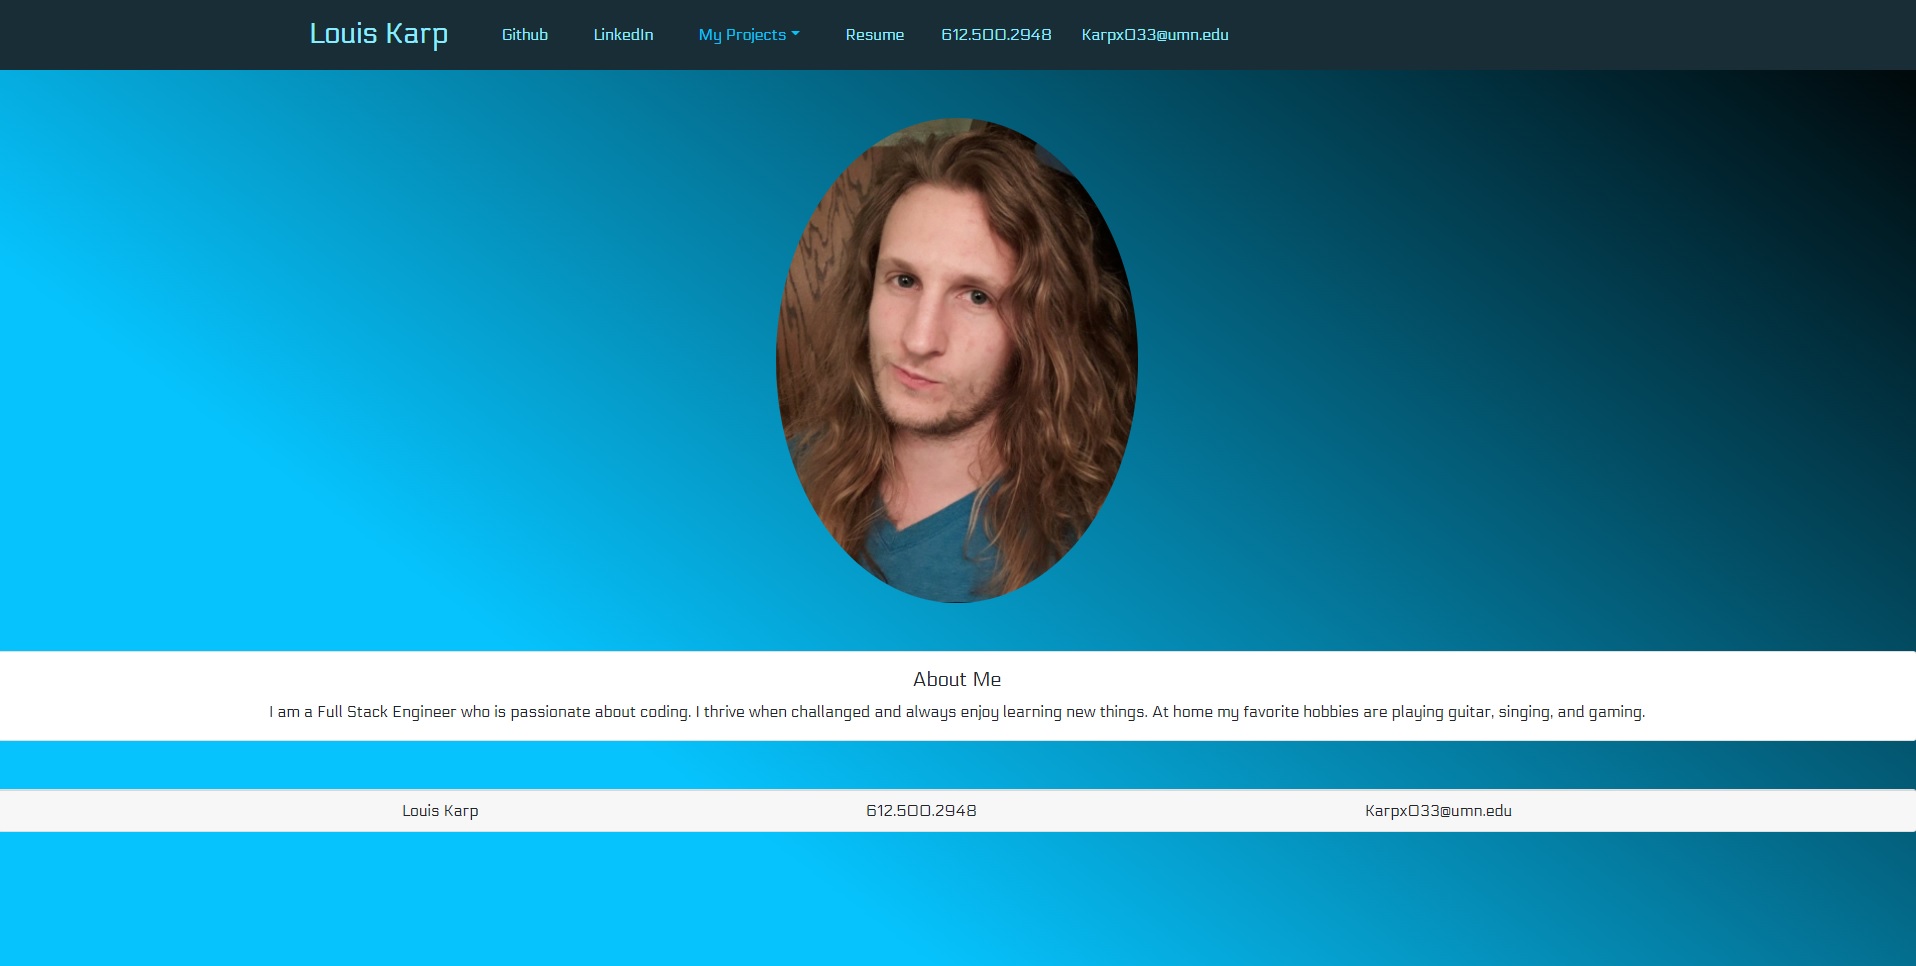 Louis Karp Github LinkedIn My Projects Resume 612.500.2948 Karpx033@umn.edu
About Me
I am a Full Stack Engineer who is passionate about coding. I thrive when challanged and always enjoy learning new things. At home my favorite hobbies are playing guitar, singing, and gaming.
Louis Karp 612.500.2948 Karpx033@umn.edu